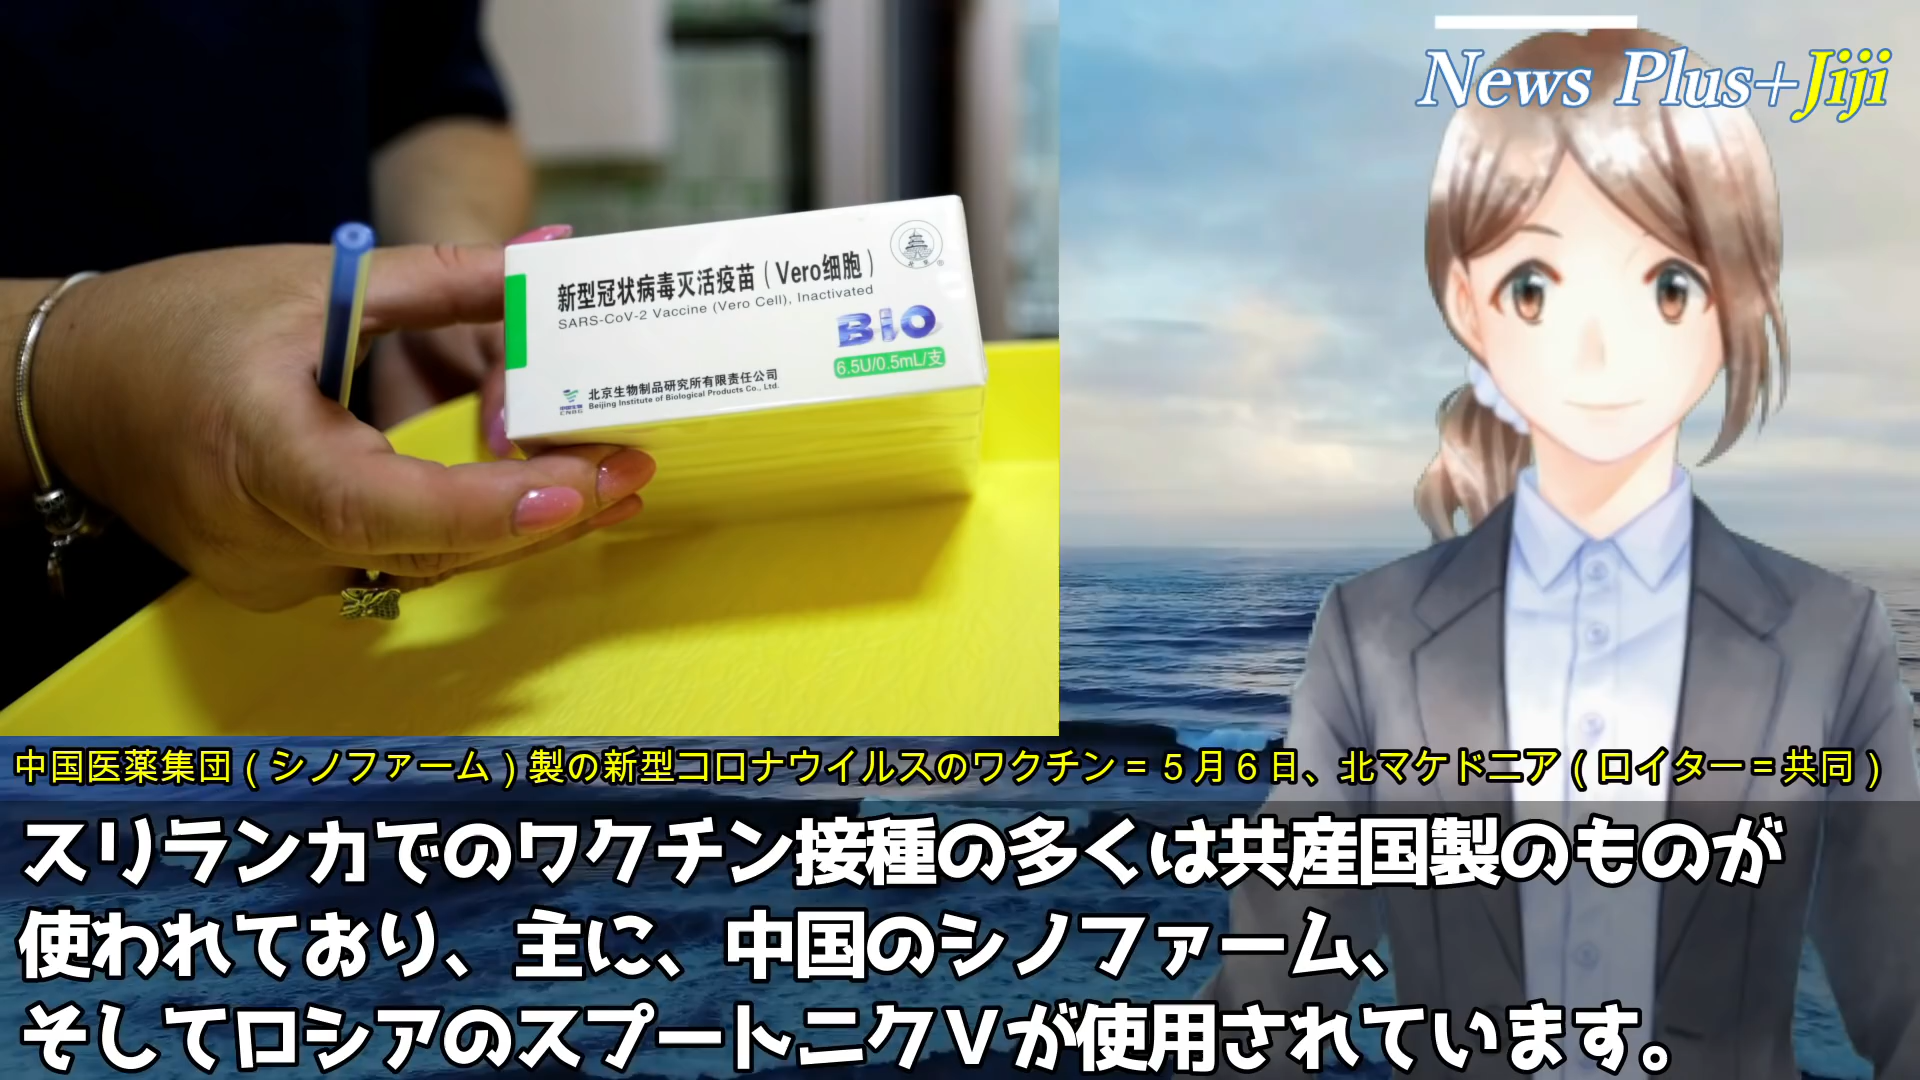 News Plus+Jiji
新型冠状病毒灭活疫苗（Vero细胞）
SARS-CoV-2 Vaccine (Vero Cell), Inactivated
BIO
6.5U/0.5mL/支
北京生物制品研究所有限责任公司
Beijing Institute of Biological Products Co., Ltd.
中国医薬集団（シノファーム）製の新型コロナウイルスのワクチン＝５月６日、北マケドニア（ロイター＝共同）
スリランカでのワクチン接種の多くは共産国製のものが
使われており、主に、中国のシノファーム、
そしてロシアのスプートニクＶが使用されています。